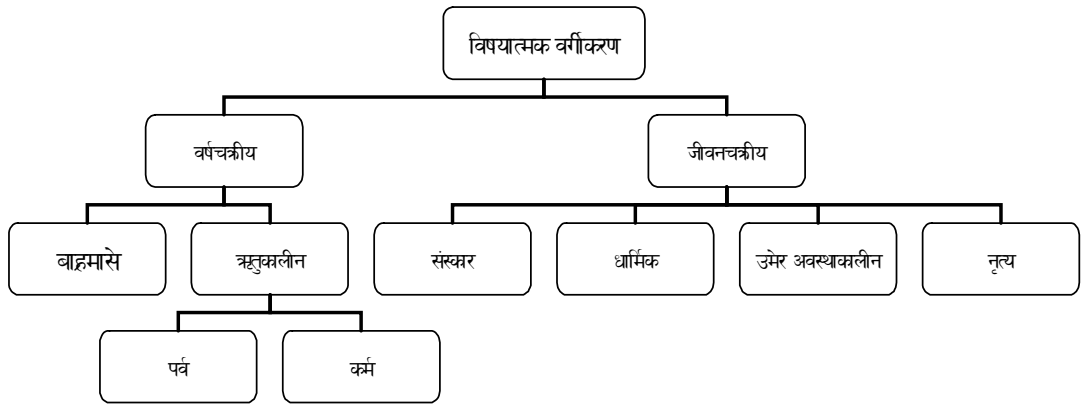 विषयात्मक वर्गीकरण
वर्षचक्रीय
जीवनचक्रीय
बाह्रमासे
ऋतुकालीन
संस्कार
धार्मिक
उमेर अवस्थाकालीन
नृत्य
पर्व
कर्म